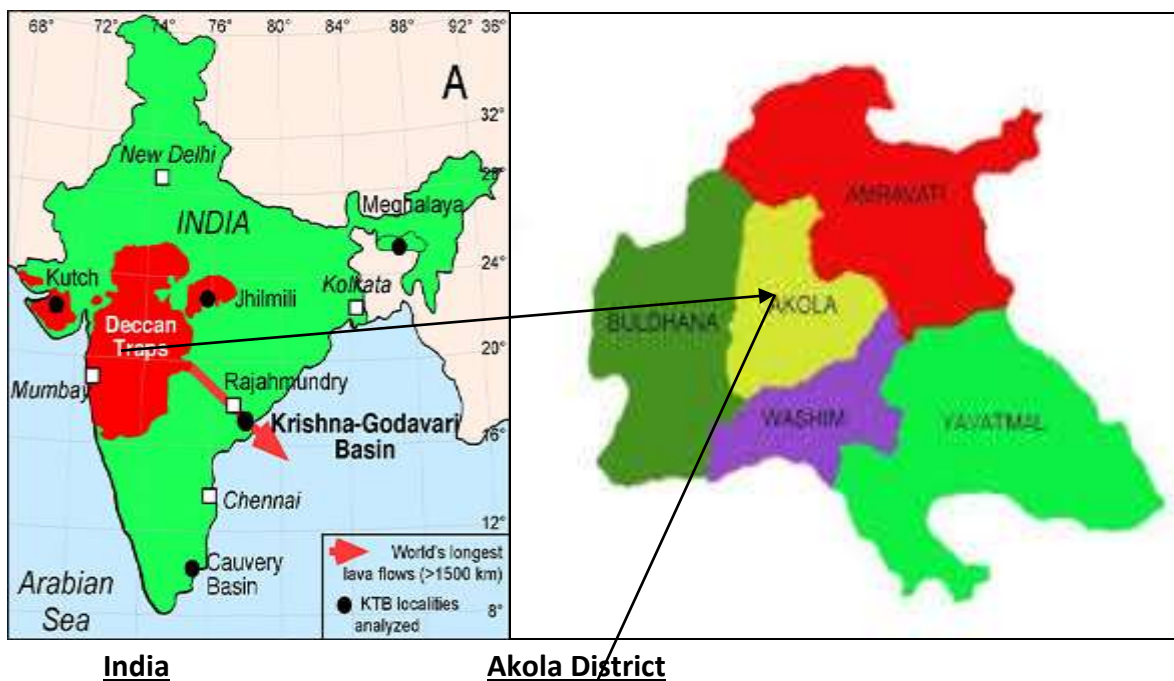 68° 72° 74° 76° 80° 84° 88° 92° 36°
A
32°
New Delhi
28°
INDIA
Meghalaya
24°
Kutch
Jhilmili
Kolkata
Deccan
Traps
20°
Mumbay
Rajahmundry
Krishna-Godavari
Basin
16°
Chennai
12°
World's longest
lava flows (>1500 km)
Cauvery
Basin
KTB localities
analyzed
8°
Arabian
Sea
AMRAVATI
AKOLA
BULDHANA
WASHIM
YAVATMAL
India
Akola District